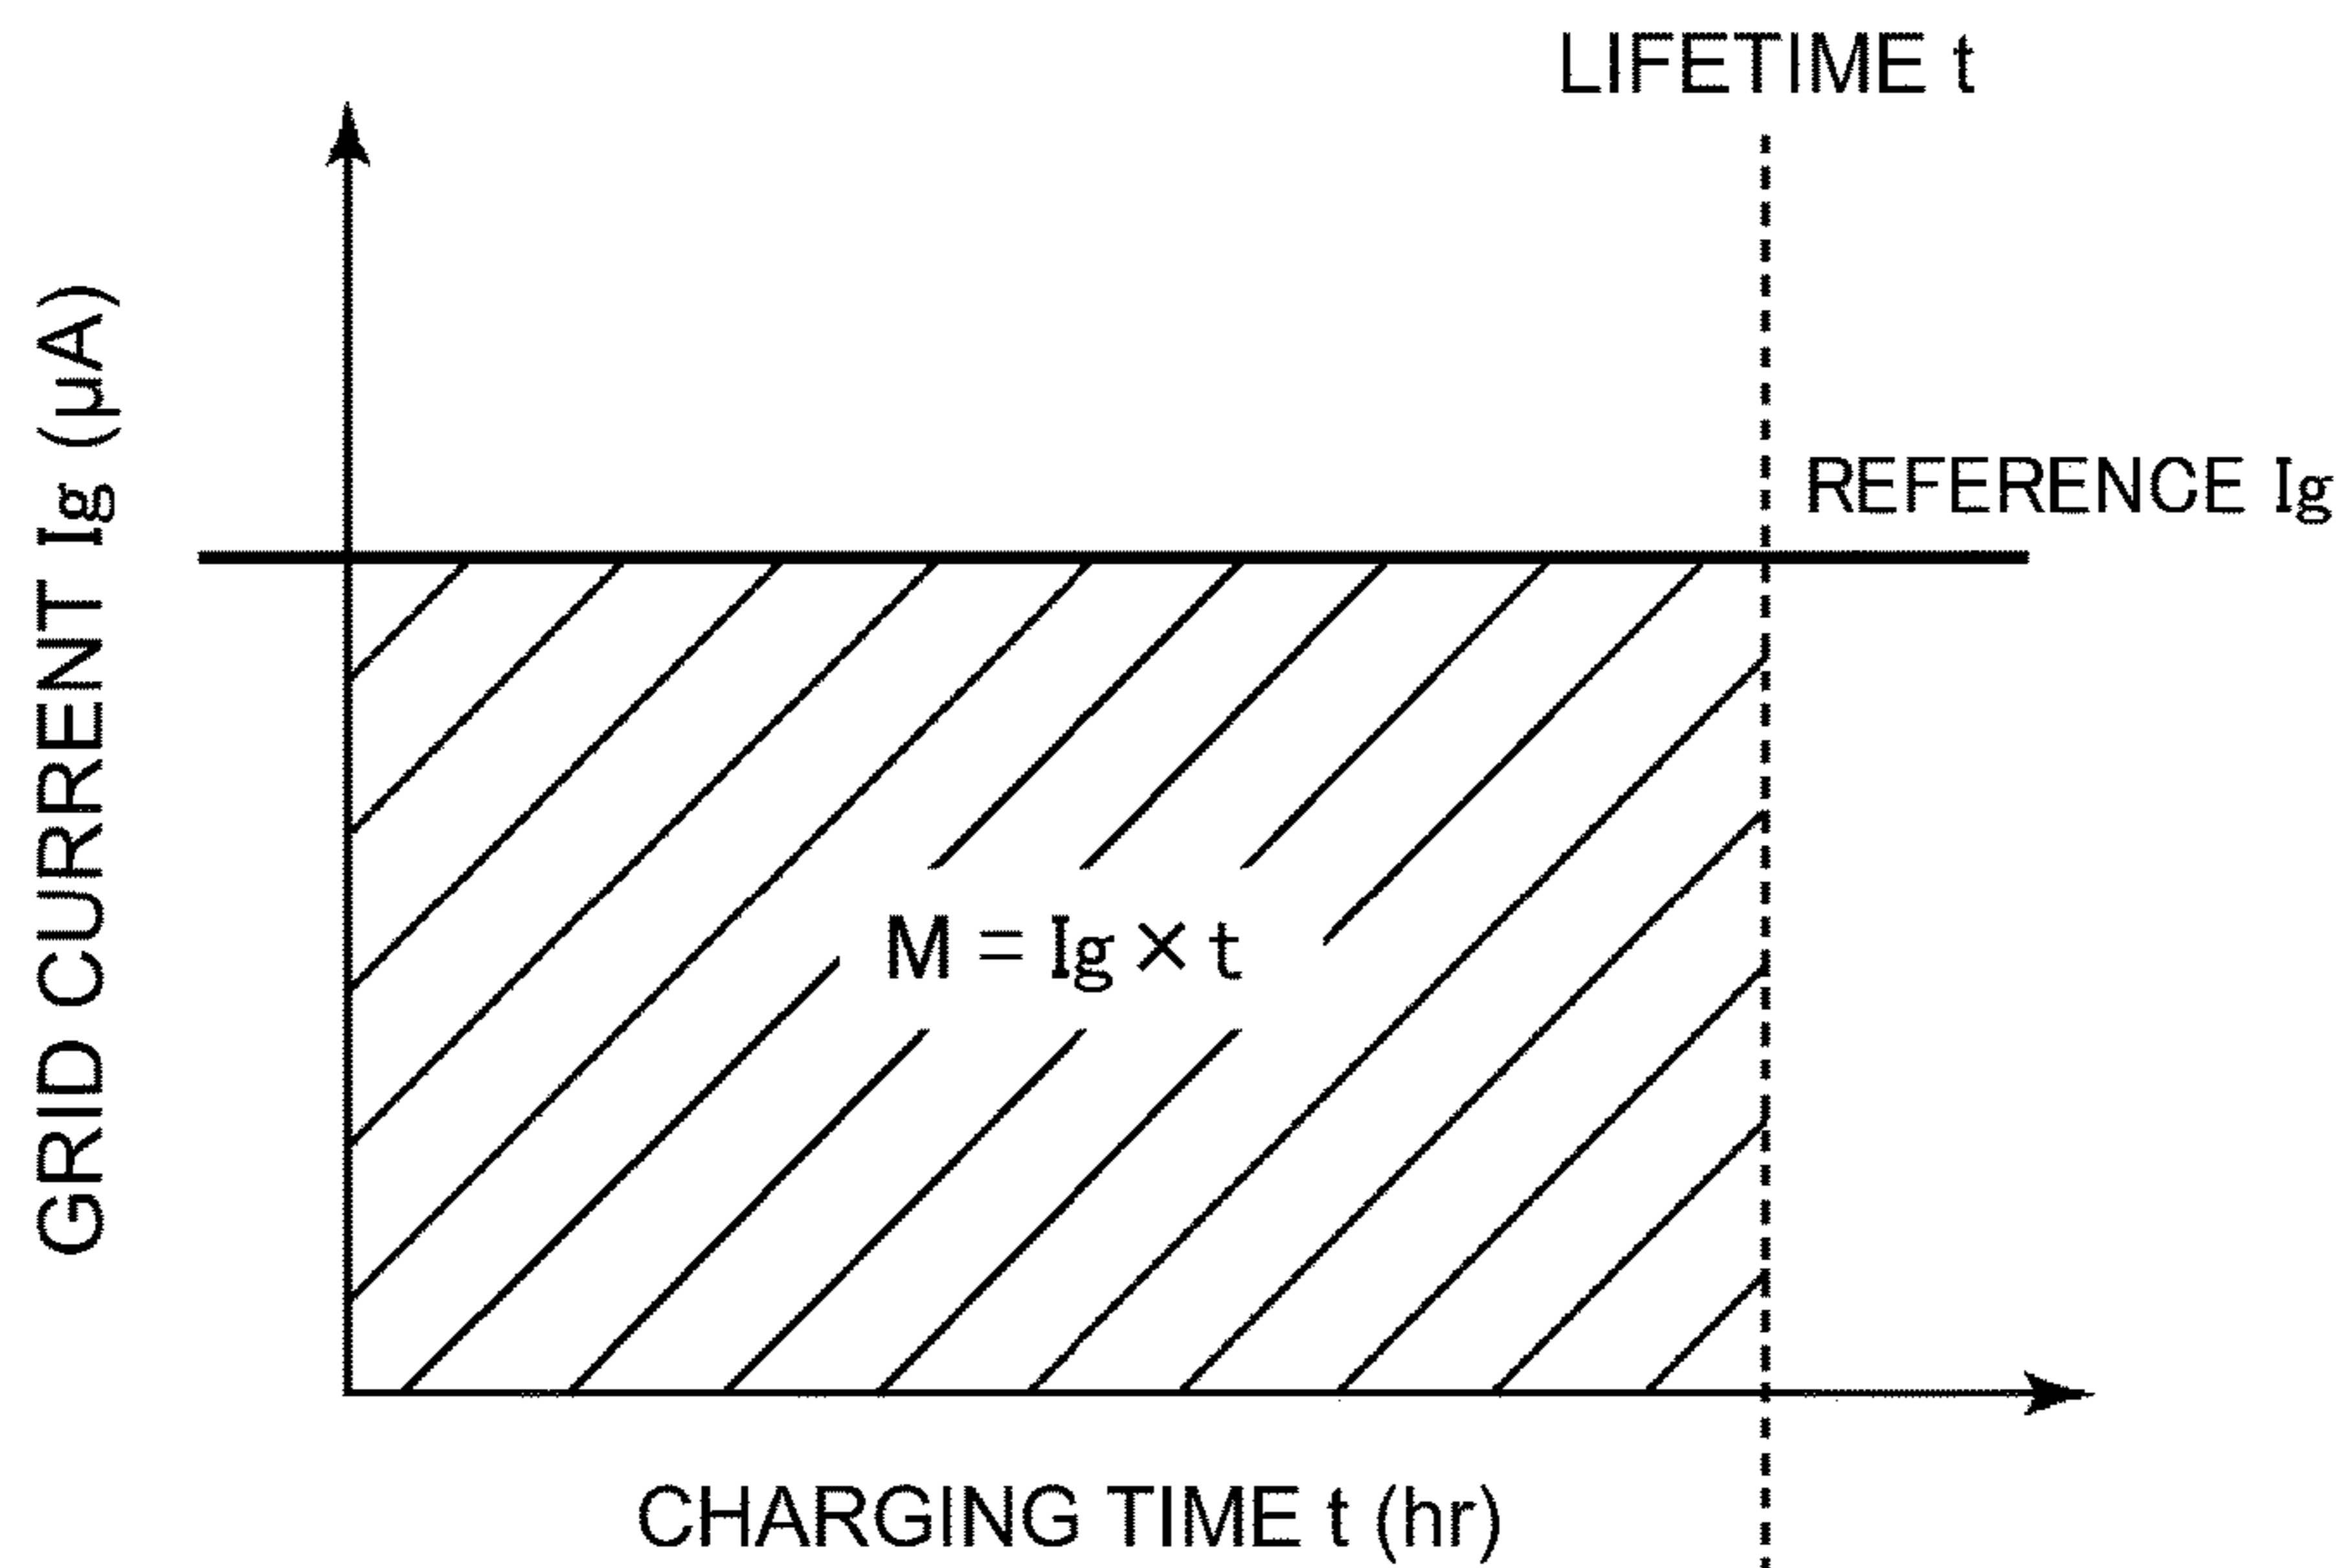 LIFETIME t
GRID CURRENT Ig (μA)
REFERENCE Ig
M = Ig × t
CHARGING TIME t (hr)